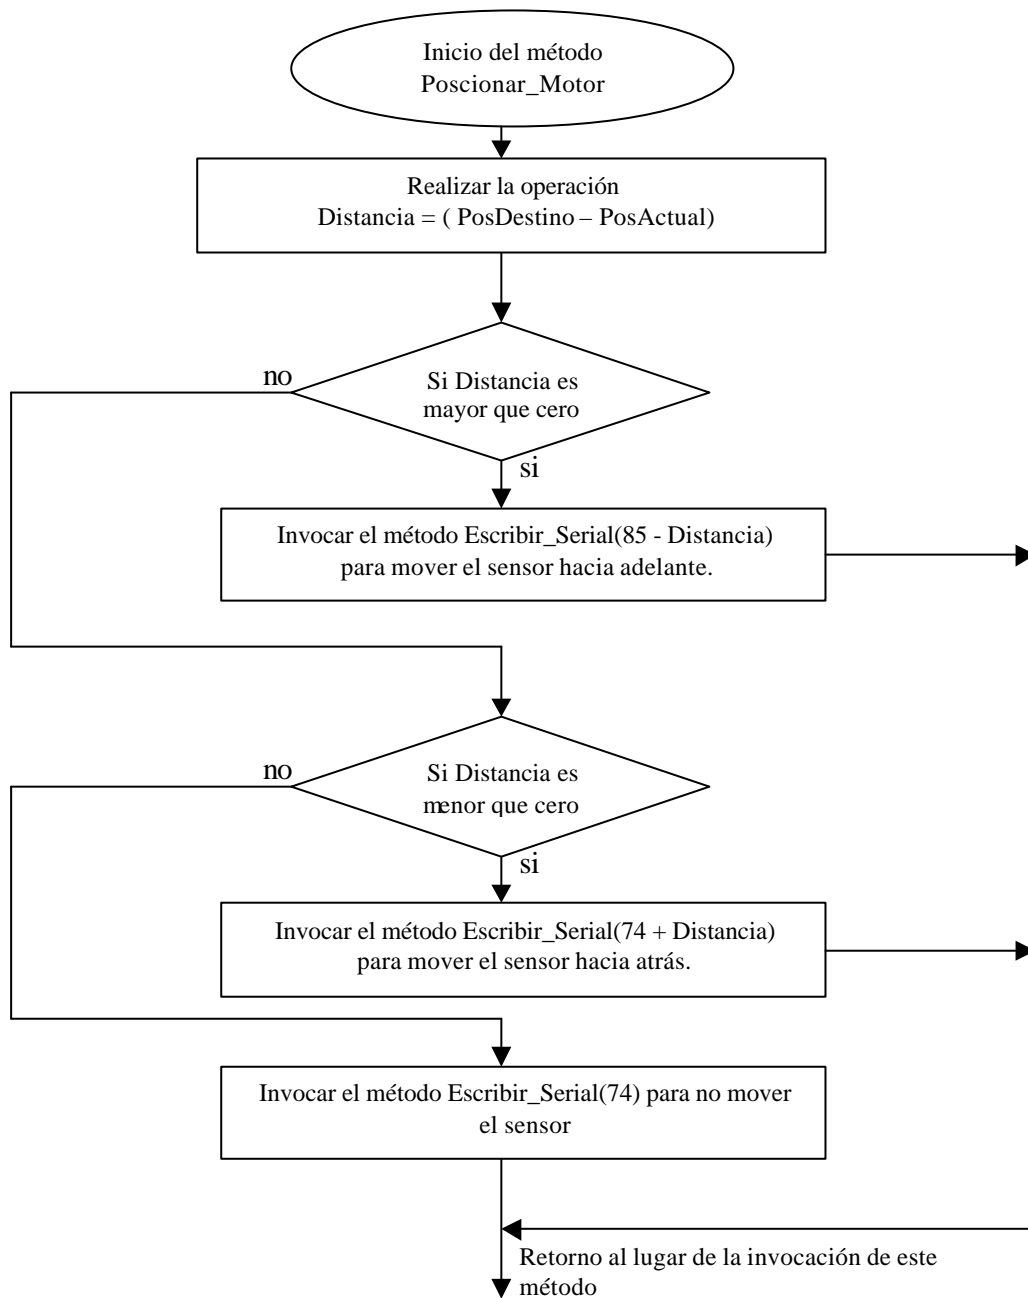 Inicio del método
Poscionar_Motor
Realizar la operación
Distancia = ( PosDestino – PosActual)
no
Si Distancia es
mayor que cero
si
Invocar el método Escribir_Serial(85 - Distancia)
para mover el sensor hacia adelante.
no
Si Distancia es
menor que cero
si
Invocar el método Escribir_Serial(74 + Distancia)
para mover el sensor hacia atrás.
Invocar el método Escribir_Serial(74) para no mover
el sensor
Retorno al lugar de la invocación de este
método